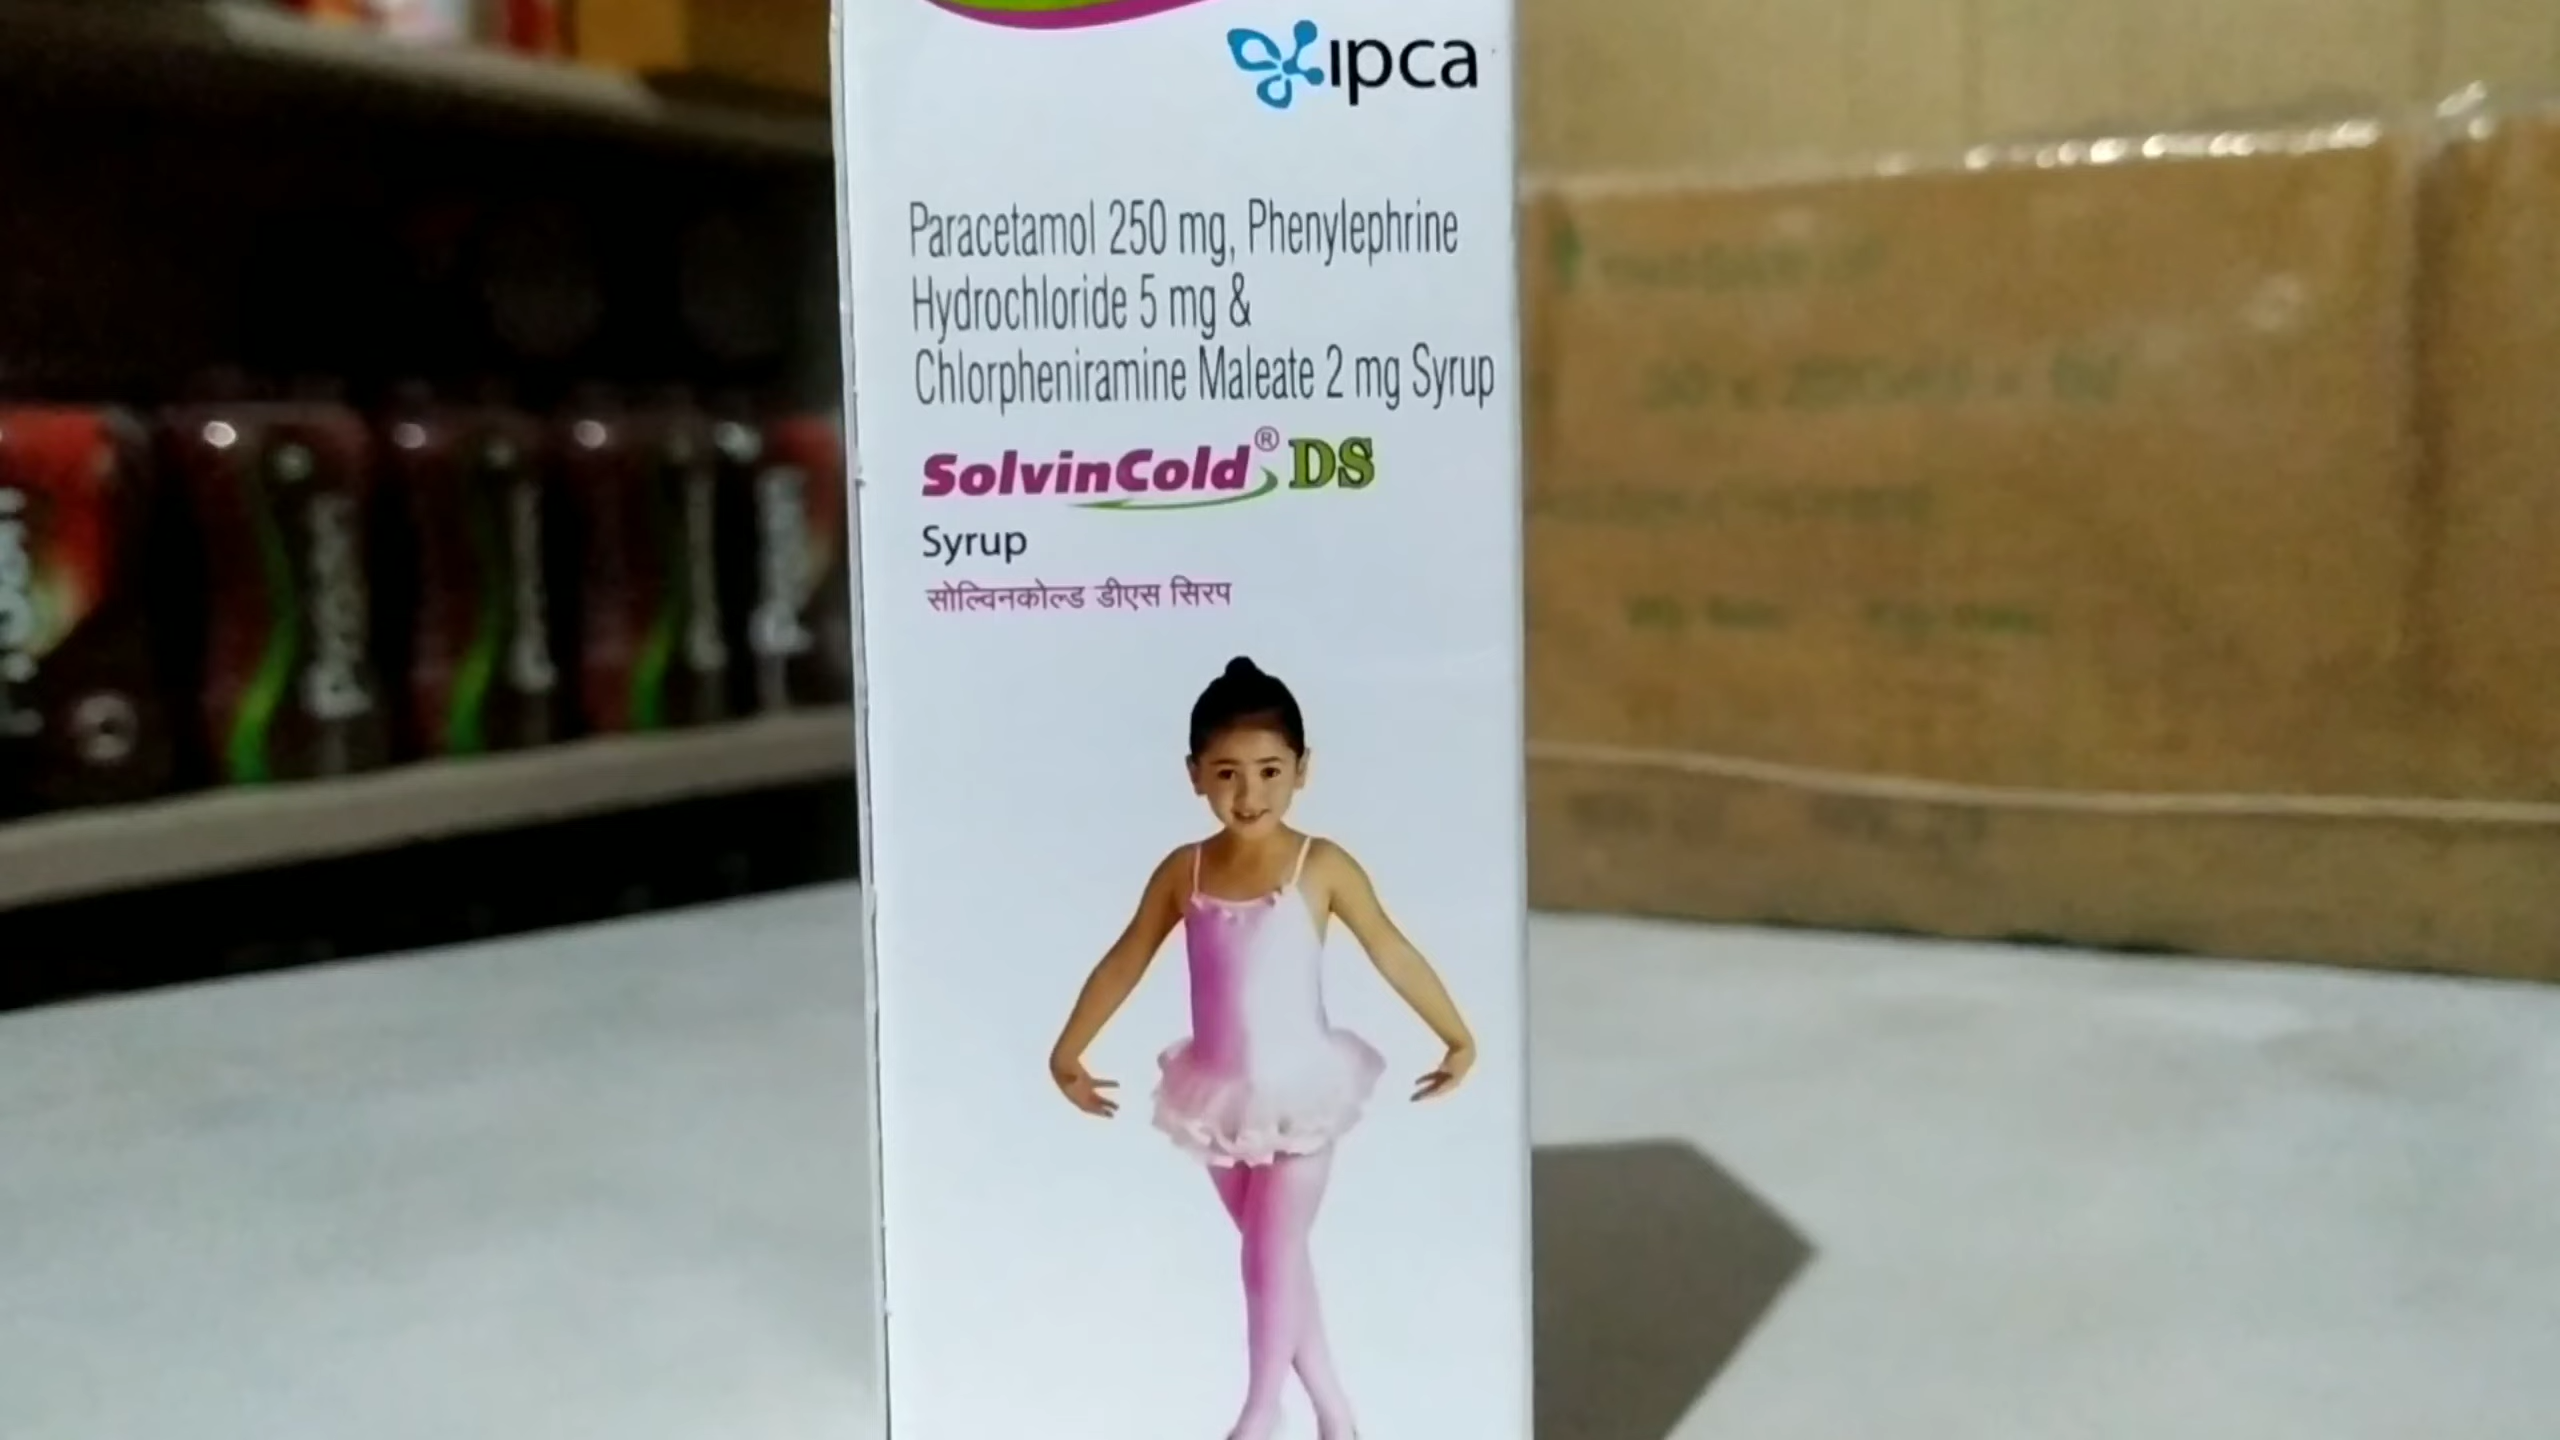 ipca
Paracetamol 250 mg, Phenylephrine
Hydrochloride 5 mg &
Chlorpheniramine Maleate 2 mg Syrup
SolvinCold® DS
Syrup
सोल्विनकोल्ड डीएस सिरप